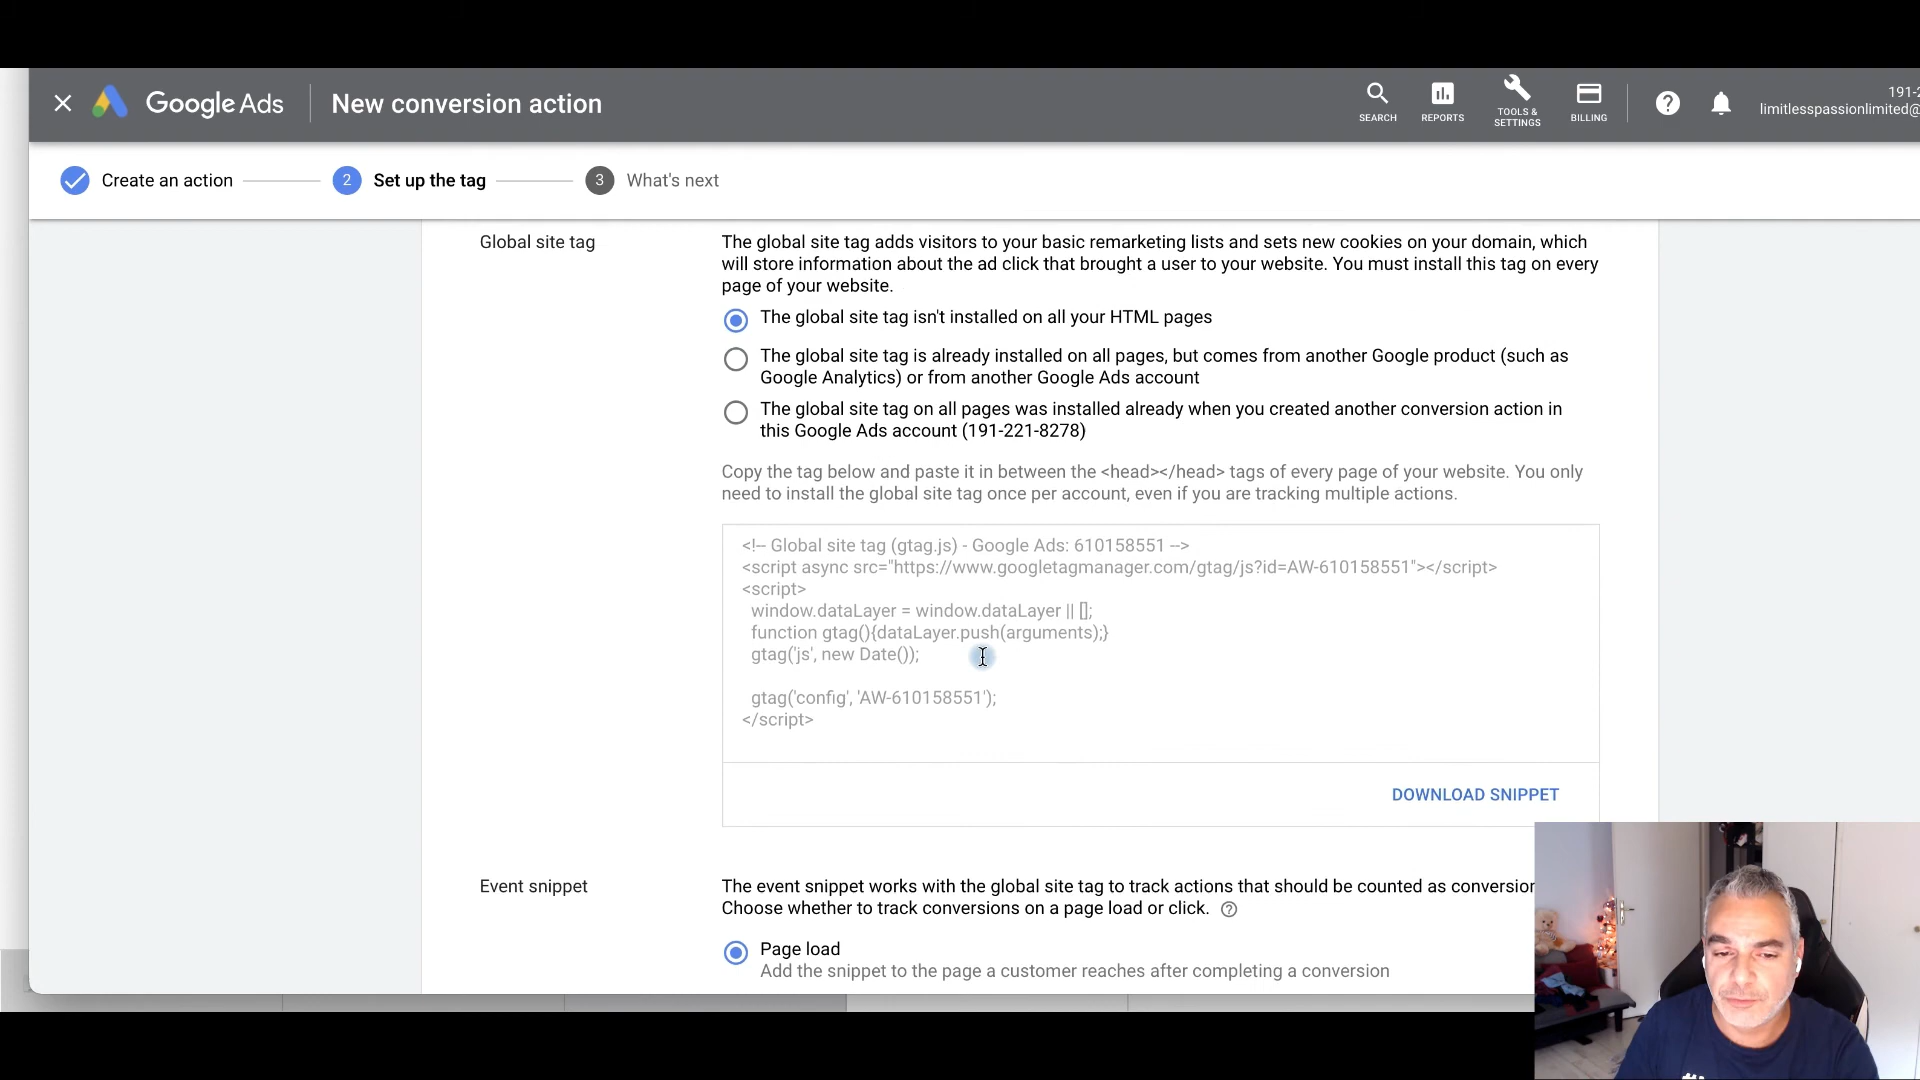 Google Ads
New conversion action
SEARCH
REPORTS
TOOLS &
SETTINGS
BILLING
191-2
limitlesspassionlimited@
Create an action
2
Set up the tag
3
What's next
Global site tag
The global site tag adds visitors to your basic remarketing lists and sets new cookies on your domain, which
will store information about the ad click that brought a user to your website. You must install this tag on every
page of your website.
The global site tag isn't installed on all your HTML pages
The global site tag is already installed on all pages, but comes from another Google product (such as
Google Analytics) or from another Google Ads account
The global site tag on all pages was installed already when you created another conversion action in
this Google Ads account (191-221-8278)
Copy the tag below and paste it in between the <head></head> tags of every page of your website. You only
need to install the global site tag once per account, even if you are tracking multiple actions.
<!-- Global site tag (gtag.js) - Google Ads: 610158551 -->
<script async src="https://www.googletagmanager.com/gtag/js?id=AW-610158551"></script>
<script>
window.dataLayer = window.dataLayer || [];
function gtag(){dataLayer.push(arguments);}
gtag('js', new Date());
gtag('config', 'AW-610158551');
</script>
DOWNLOAD SNIPPET
Event snippet
The event snippet works with the global site tag to track actions that should be counted as conversion
Choose whether to track conversions on a page load or click.
Page load
Add the snippet to the page a customer reaches after completing a conversion